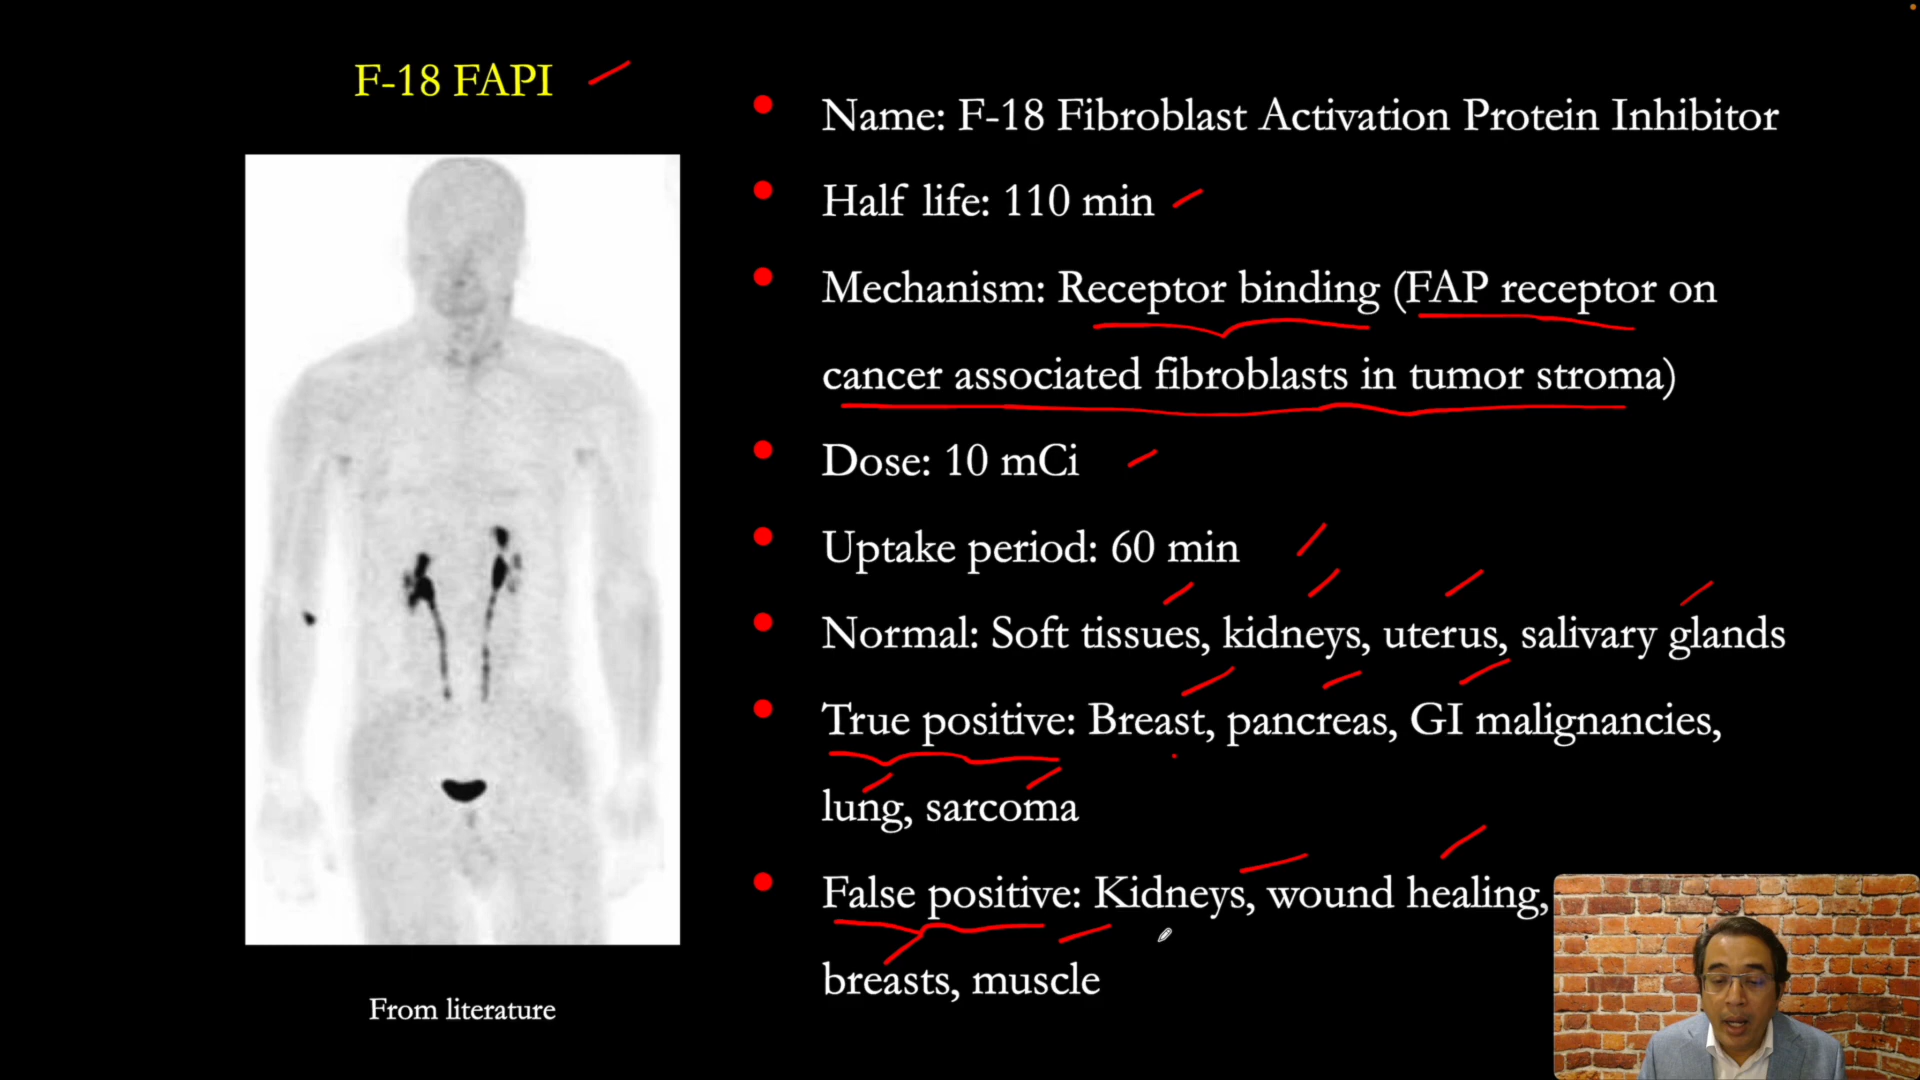 F-18 FAPI
Name: F-18 Fibroblast Activation Protein Inhibitor
Half life: 110 min
Mechanism: Receptor binding (FAP receptor on
cancer associated fibroblasts in tumor stroma)
Dose: 10 mCi
Uptake period: 60 min
Normal: Soft tissues, kidneys, uterus, salivary glands
True positive: Breast, pancreas, GI malignancies,
lung, sarcoma
False positive: Kidneys, wound healing,
breasts, muscle
From literature